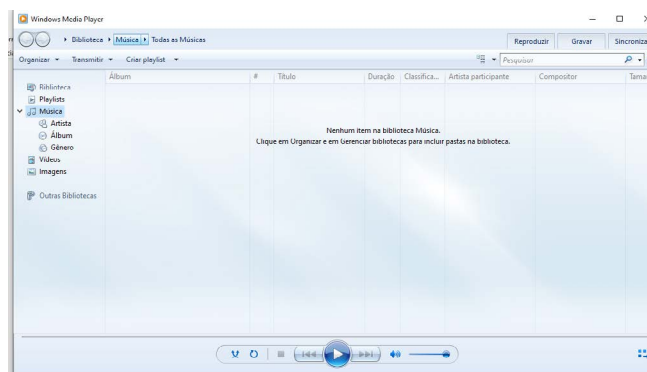 Windows Media Player
Biblioteca Música Todas as Músicas
Reproduzir Gravar Sincroniza
Organizar Transmitir Criar playlist
Pesquisar
Álbum # Título Duração Classifica... Artista participante Compositor Tama
Biblioteca
Playlists
Música
Artista
Álbum
Gênero
Vídeos
Imagens
Outras Bibliotecas
Nenhum item na biblioteca Música.
Clique em Organizar e em Gerenciar bibliotecas para incluir pastas na biblioteca.